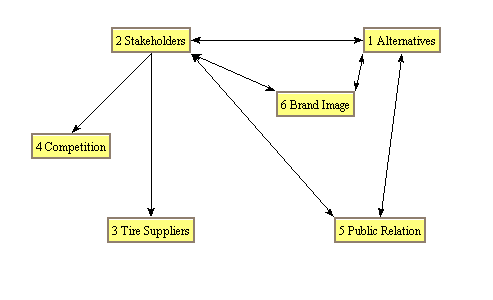 2 Stakeholders
1 Alternatives
6 Brand Image
4 Competition
3 Tire Suppliers
5 Public Relation